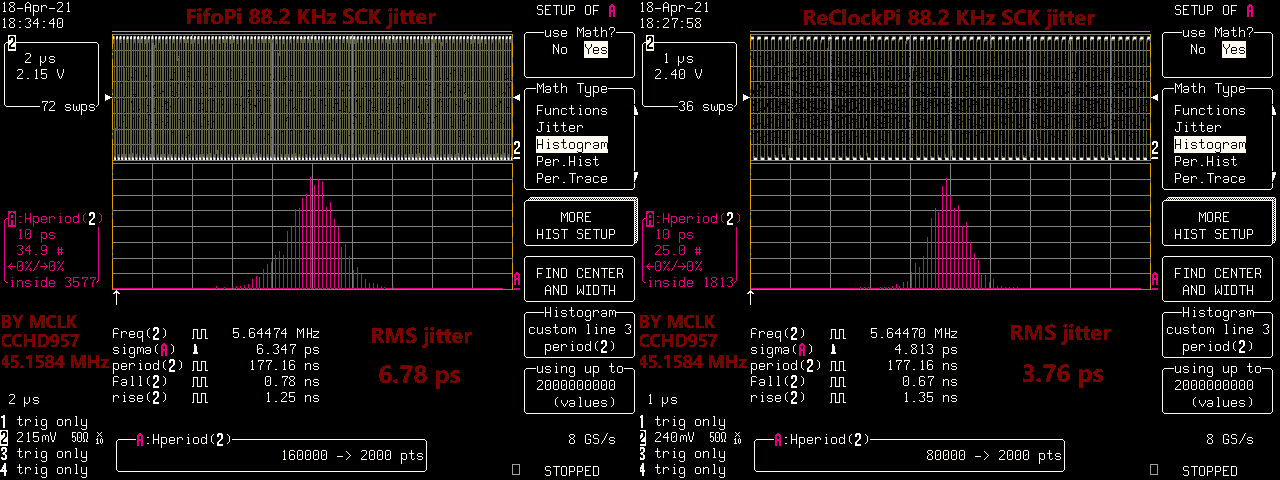 18-Apr-21
18:34:40
FifoPi 88.2 KHz SCK jitter
SETUP OF A
2
2 µs
2.15 V
72 swps
use Math?
No Yes
Math Type
Functions
Jitter
Histogram
Per.Hist
Per.Trace
2
A:Hperiod(2)
10 ps
34.9 #
←0%/→0%
inside 3577
A
MORE
HIST SETUP
FIND CENTER
AND WIDTH
Histogram
custom line 3
period(2)
using up to
2000000000
(values)
BY MCLK
CCHD957
45.1584 MHz
freq(2) 5.64474 MHz
sigma(A) 6.347 ps
period(2) 177.16 ns
Fall(2) 0.78 ns
rise(2) 1.25 ns
RMS jitter
6.78 ps
2 µs
1 trig only
2 215mV 50Ω X10
3 trig only
4 trig only
A:Hperiod(2)
160000 -> 2000 pts
8 GS/s
STOPPED
18-Apr-21
18:27:58
ReClockPi 88.2 KHz SCK jitter
SETUP OF A
2
1 µs
2.40 V
36 swps
use Math?
No Yes
Math Type
Functions
Jitter
Histogram
Per.Hist
Per.Trace
2
A:Hperiod(2)
10 ps
25.0 #
←0%/→0%
inside 1813
A
MORE
HIST SETUP
FIND CENTER
AND WIDTH
Histogram
custom line 3
period(2)
using up to
2000000000
(values)
BY MCLK
CCHD957
45.1584 MHz
freq(2) 5.64470 MHz
sigma(A) 4.813 ps
period(2) 177.16 ns
Fall(2) 0.67 ns
rise(2) 1.35 ns
RMS jitter
3.76 ps
1 µs
1 trig only
2 240mV 50Ω X10
3 trig only
4 trig only
A:Hperiod(2)
80000 -> 2000 pts
8 GS/s
STOPPED